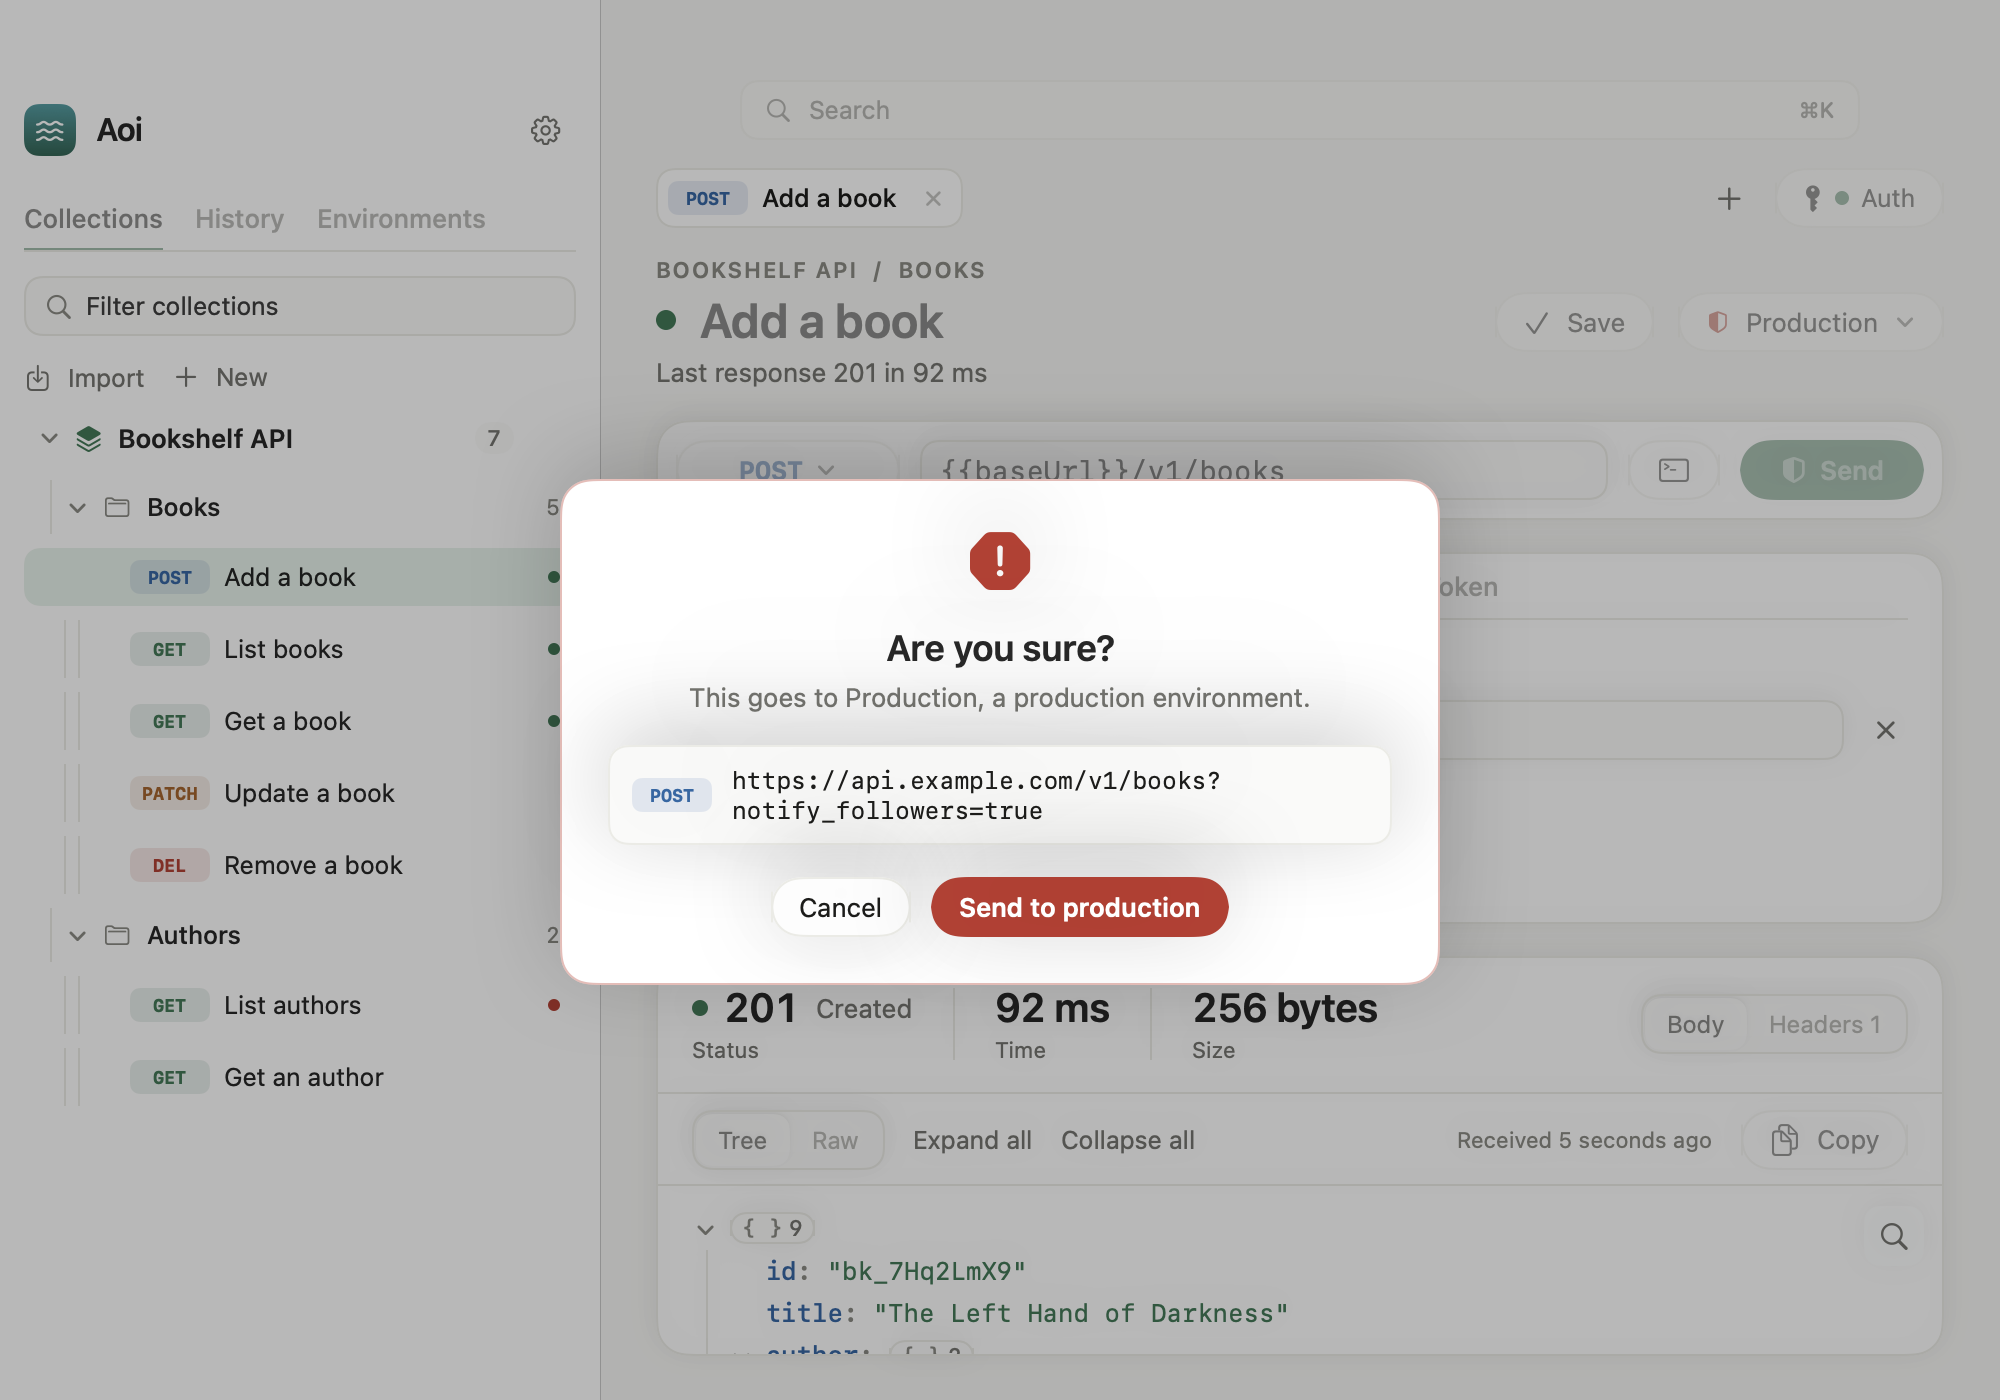 Aoi
Collections History Environments
Filter collections
Import New
Bookshelf API 7
Books 5
POST Add a book
GET List books
GET Get a book
PATCH Update a book
DEL Remove a book
Authors 2
GET List authors
GET Get an author
Search ⌘K
POST Add a book
Auth
BOOKSHELF API / BOOKS
Add a book
Save Production
Last response 201 in 92 ms
POST {{baseUrl}}/v1/books Send
Are you sure?
This goes to Production, a production environment.
POST https://api.example.com/v1/books?
notify_followers=true
Cancel Send to production
201 Created 92 ms 256 bytes
Status Time Size
Body Headers 1
Tree Raw Expand all Collapse all Received 5 seconds ago Copy
{ } 9
id: "bk_7Hq2LmX9"
title: "The Left Hand of Darkness"
author: { }